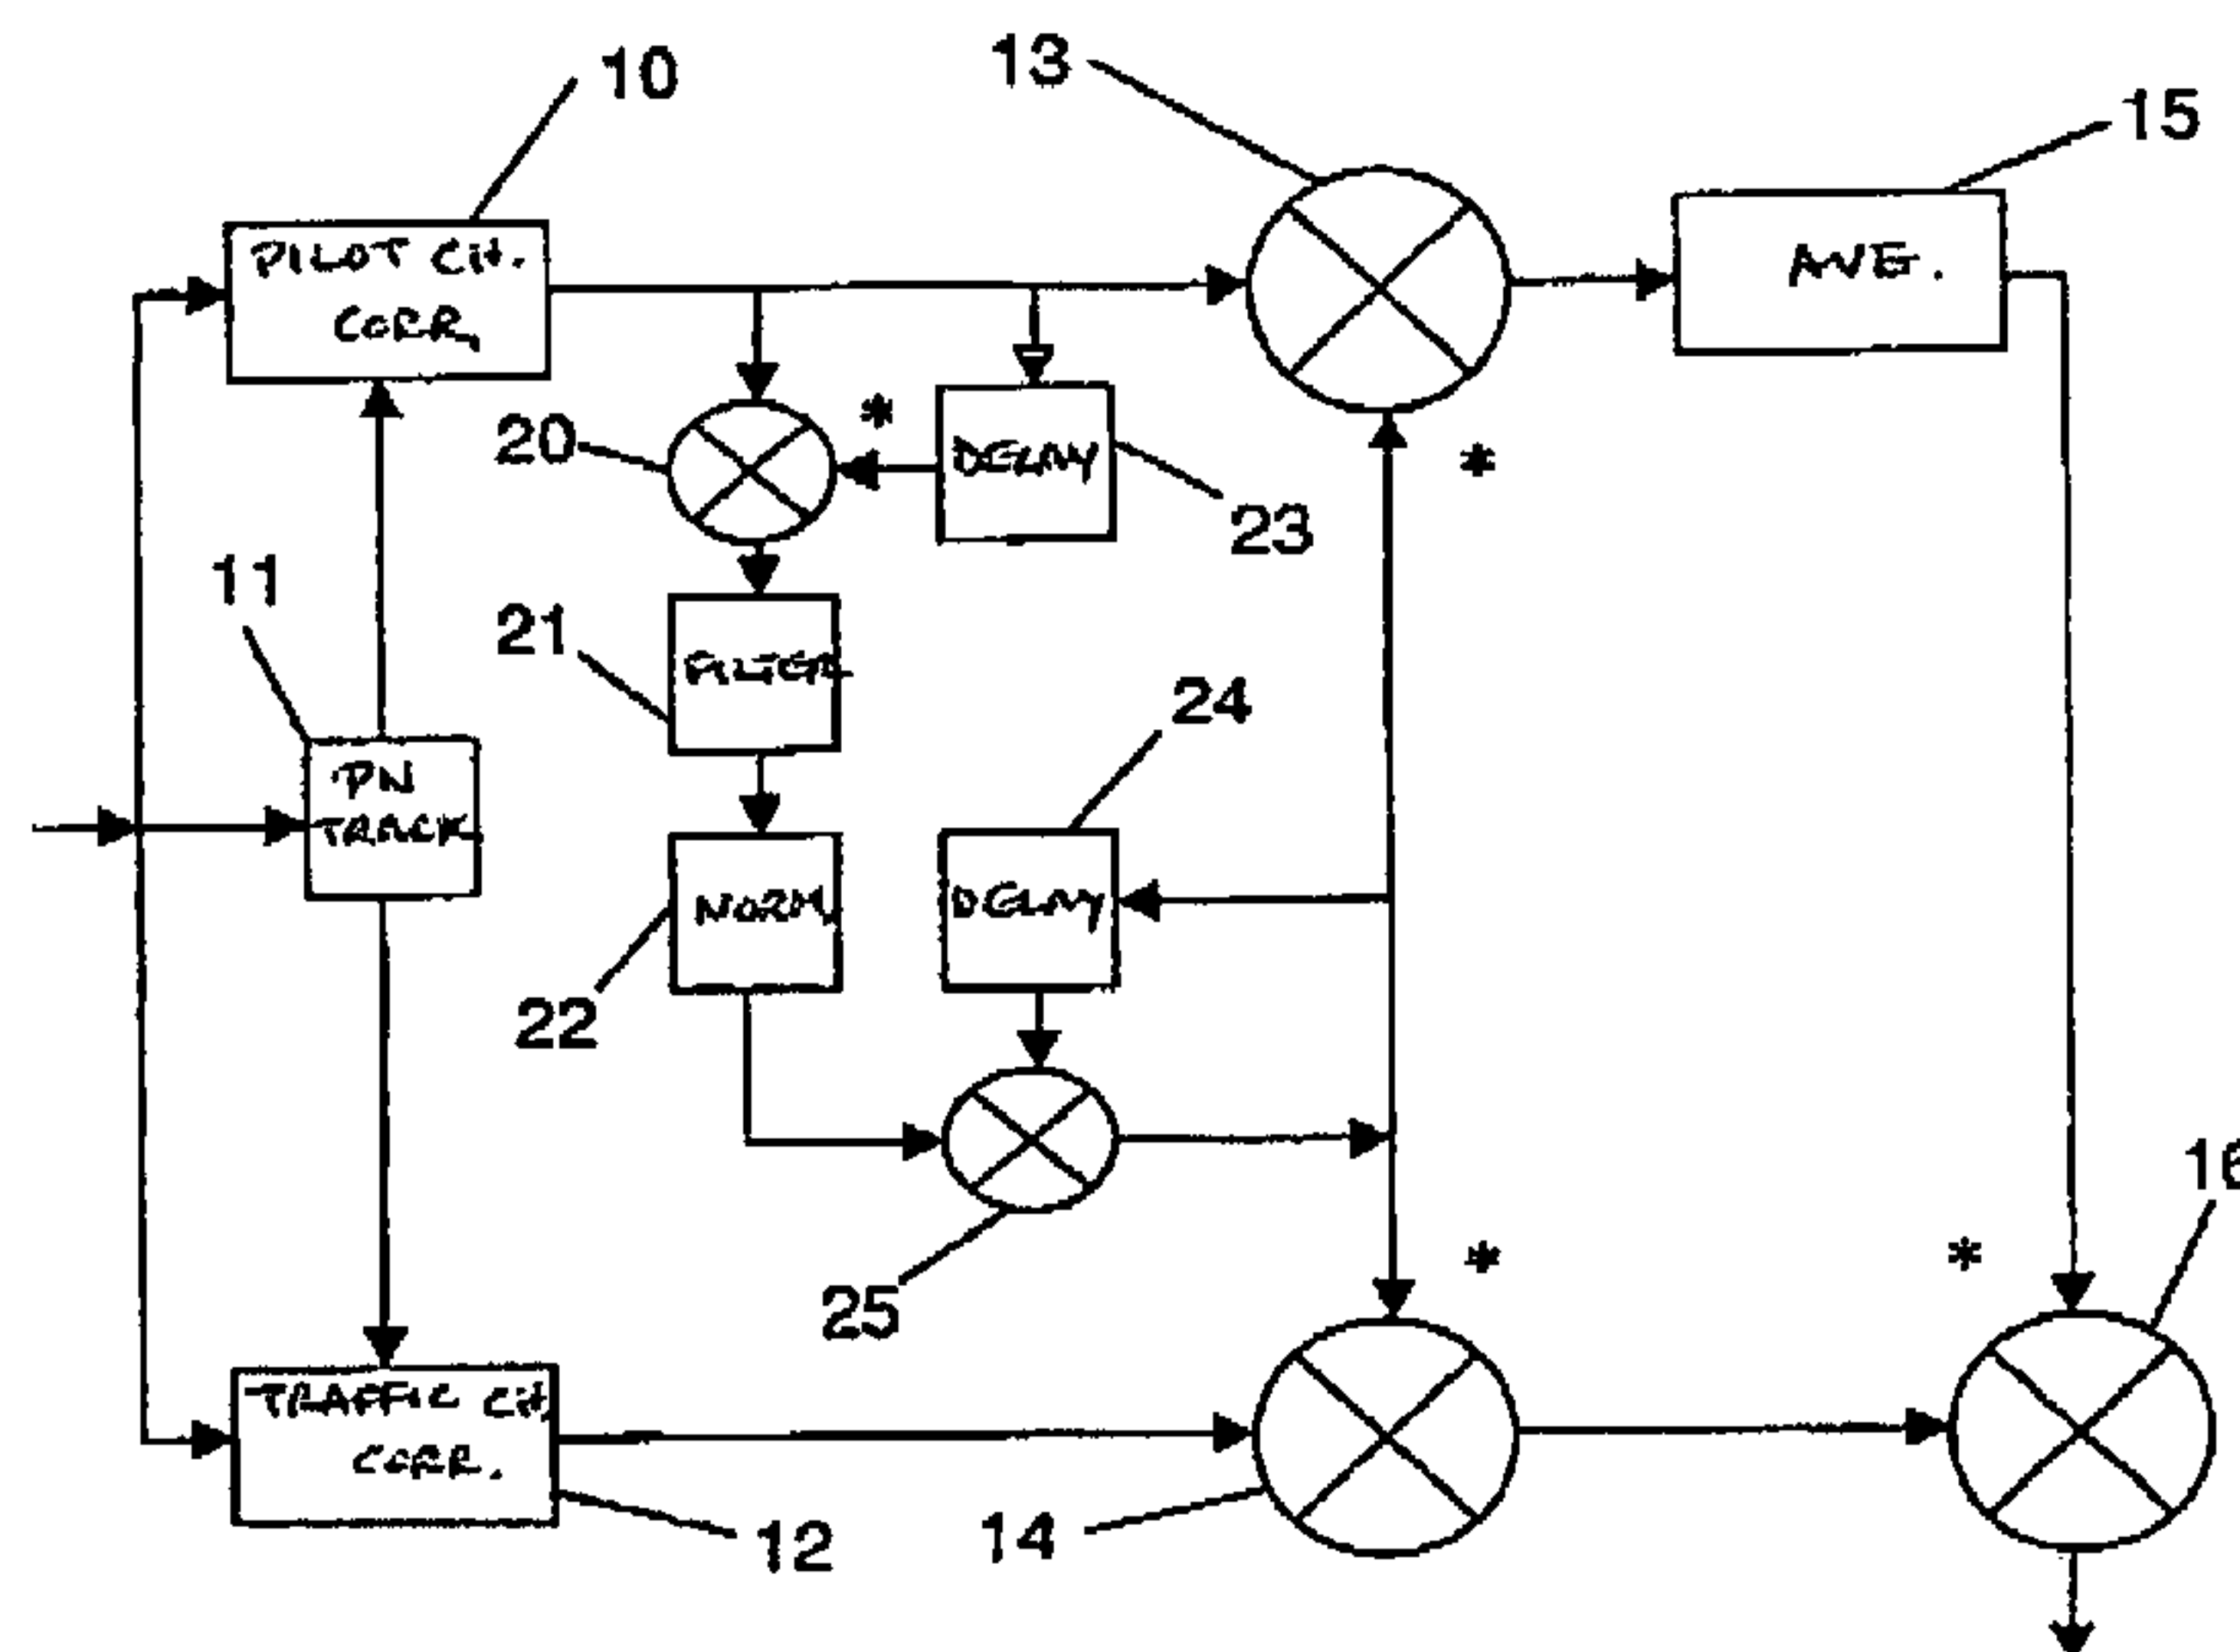 10
13
15
PILOT CH.
CORR.
AVG.
*
20
DELAY
*
23
11
21
FILTER
24
PN
TRACK
NORM
DELAY
22
16
*
*
25
TRAFFIC CH.
CORR.
12
14